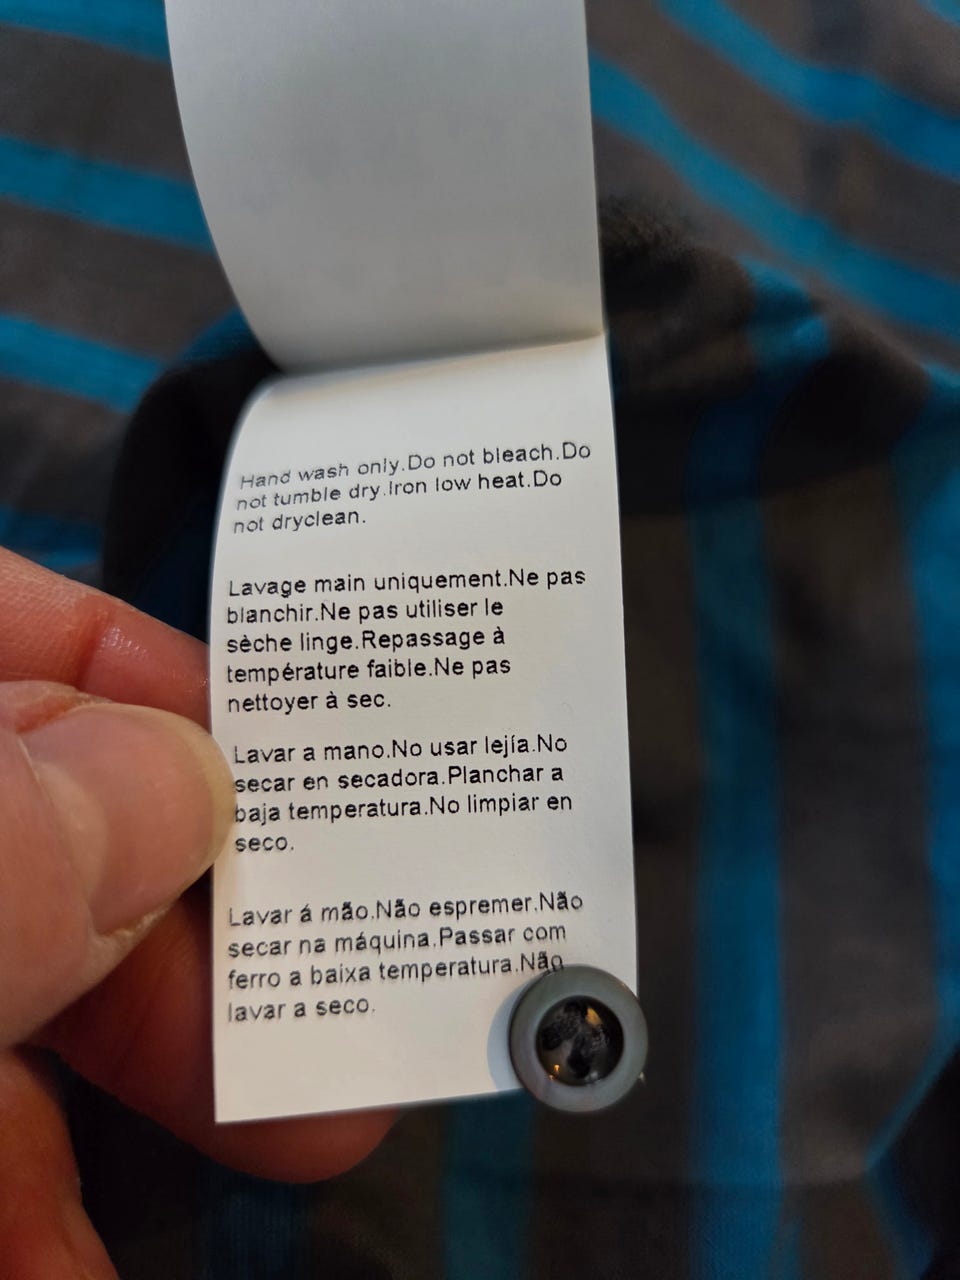 Hand wash only.Do not bleach.Do
not tumble dry.Iron low heat.Do
not dryclean.
Lavage main uniquement.Ne pas
blanchir.Ne pas utiliser le
sèche linge.Repassage à
température faible.Ne pas
nettoyer à sec.
Lavar a mano.No usar lejía.No
secar en secadora.Planchar a
baja temperatura.No limpiar en
seco.
Lavar á mão.Não espremer.Não
secar na máquina.Passar com
ferro a baixa temperatura.Não
lavar a seco.